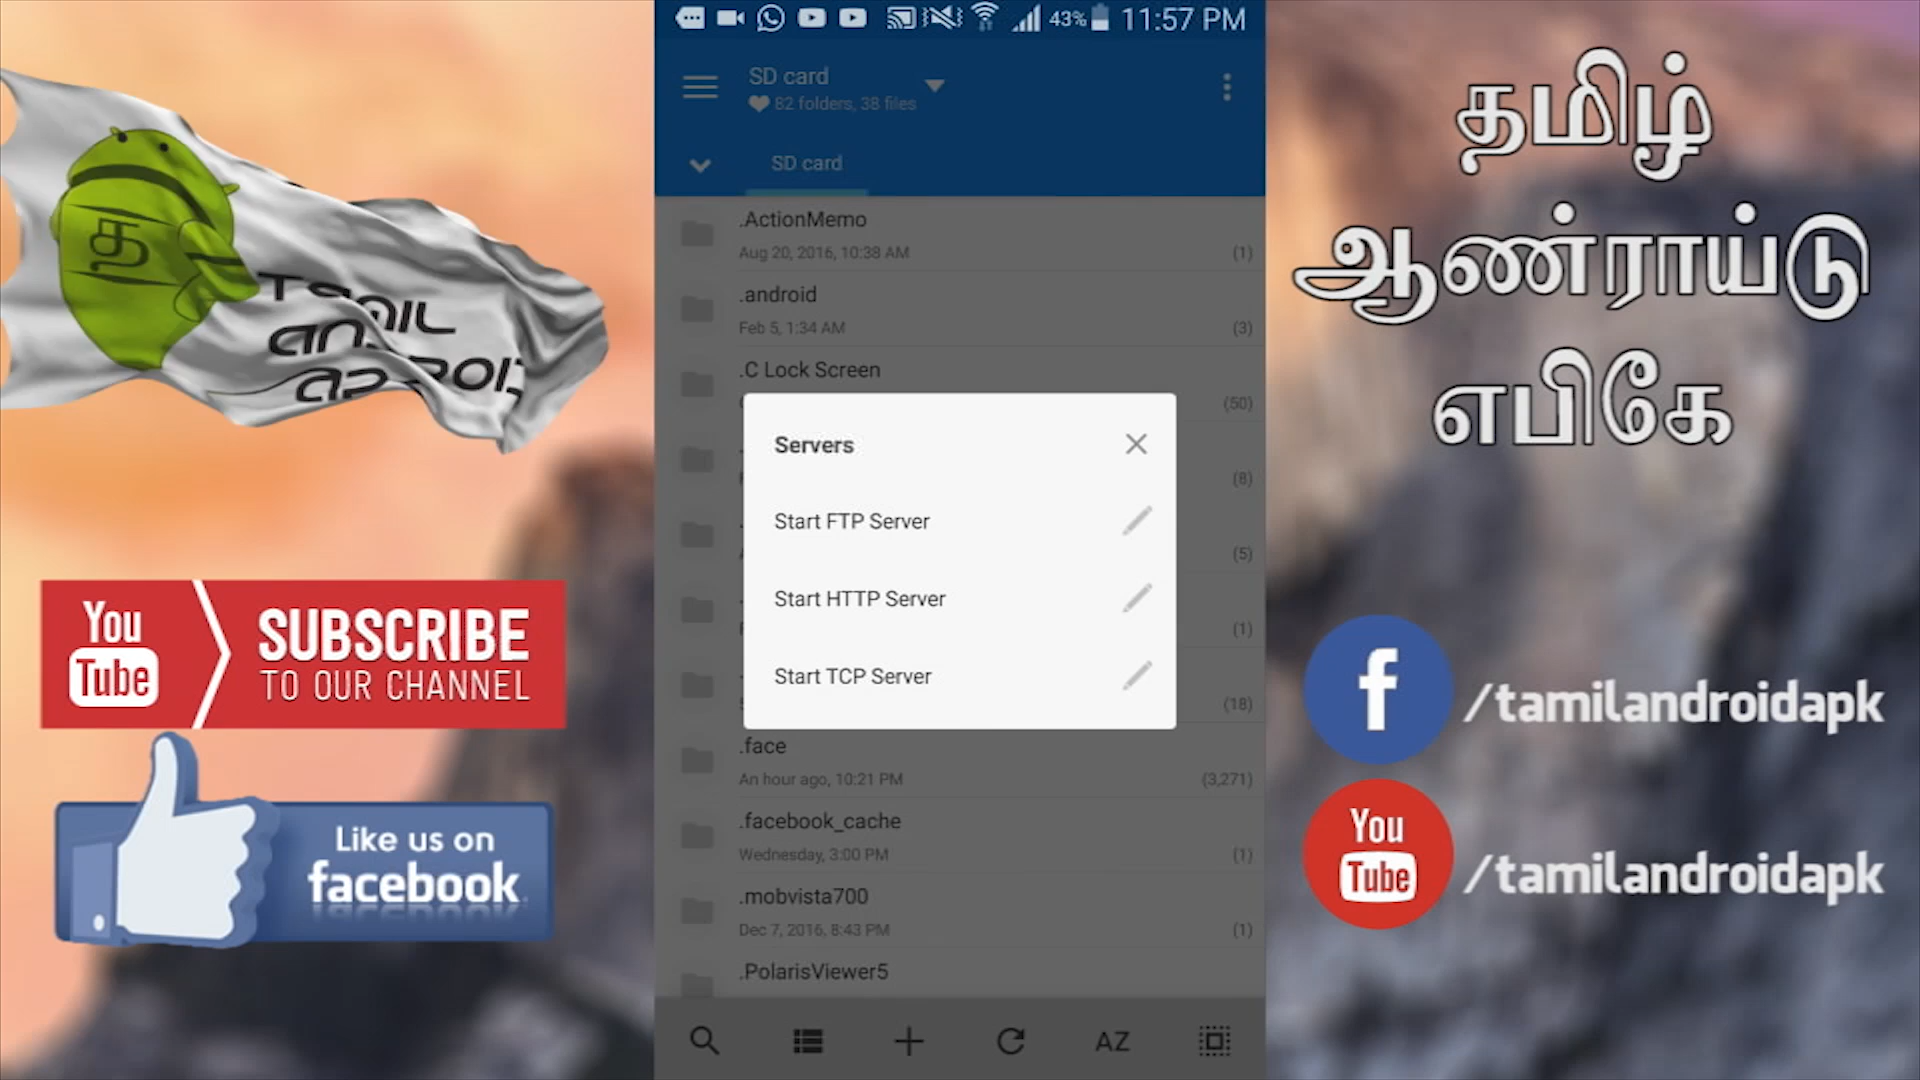 த
TAMIL
ANDROID
YouTube
SUBSCRIBE
TO OUR CHANNEL
Like us on
facebook
43% 11:57 PM
SD card
82 folders, 38 files
SD card
.ActionMemo
Aug 20, 2016, 10:38 AM (1)
.android
Feb 5, 1:34 AM (3)
.C Lock Screen
(50)
(8)
(5)
(1)
(18)
Servers
Start FTP Server
Start HTTP Server
Start TCP Server
.face
An hour ago, 10:21 PM (3,271)
.facebook_cache
Wednesday, 3:00 PM (1)
.mobvista700
Dec 7, 2016, 8:43 PM (1)
.PolarisViewer5
AZ
தமிழ்
ஆண்ராய்டு
எபிகே
f /tamilandroidapk
YouTube /tamilandroidapk